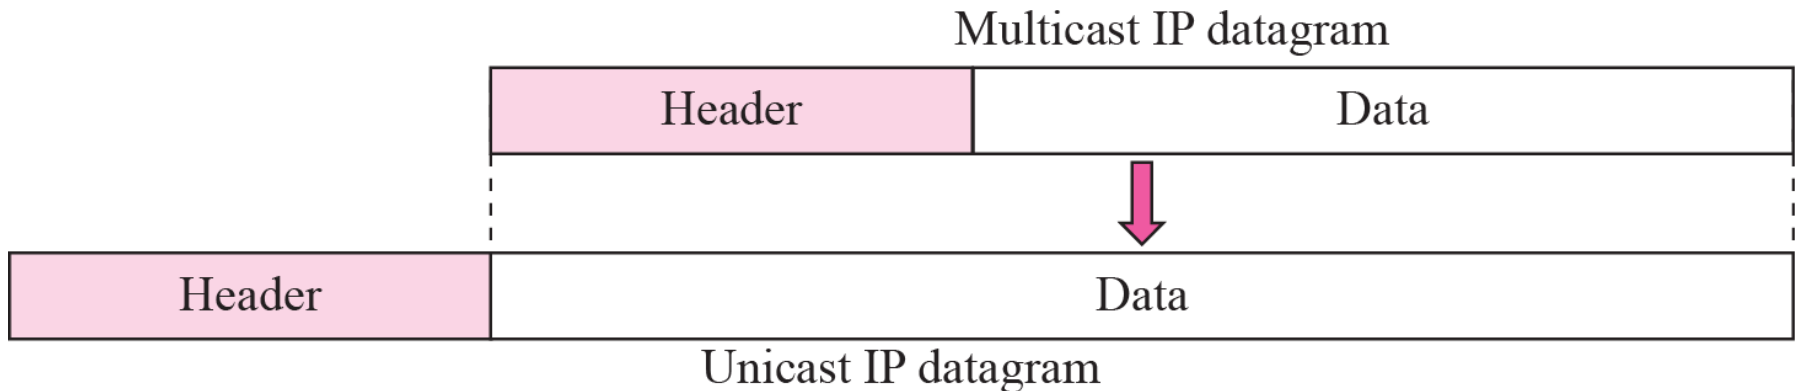 Multicast IP datagram
Header Data
Header Data
Unicast IP datagram